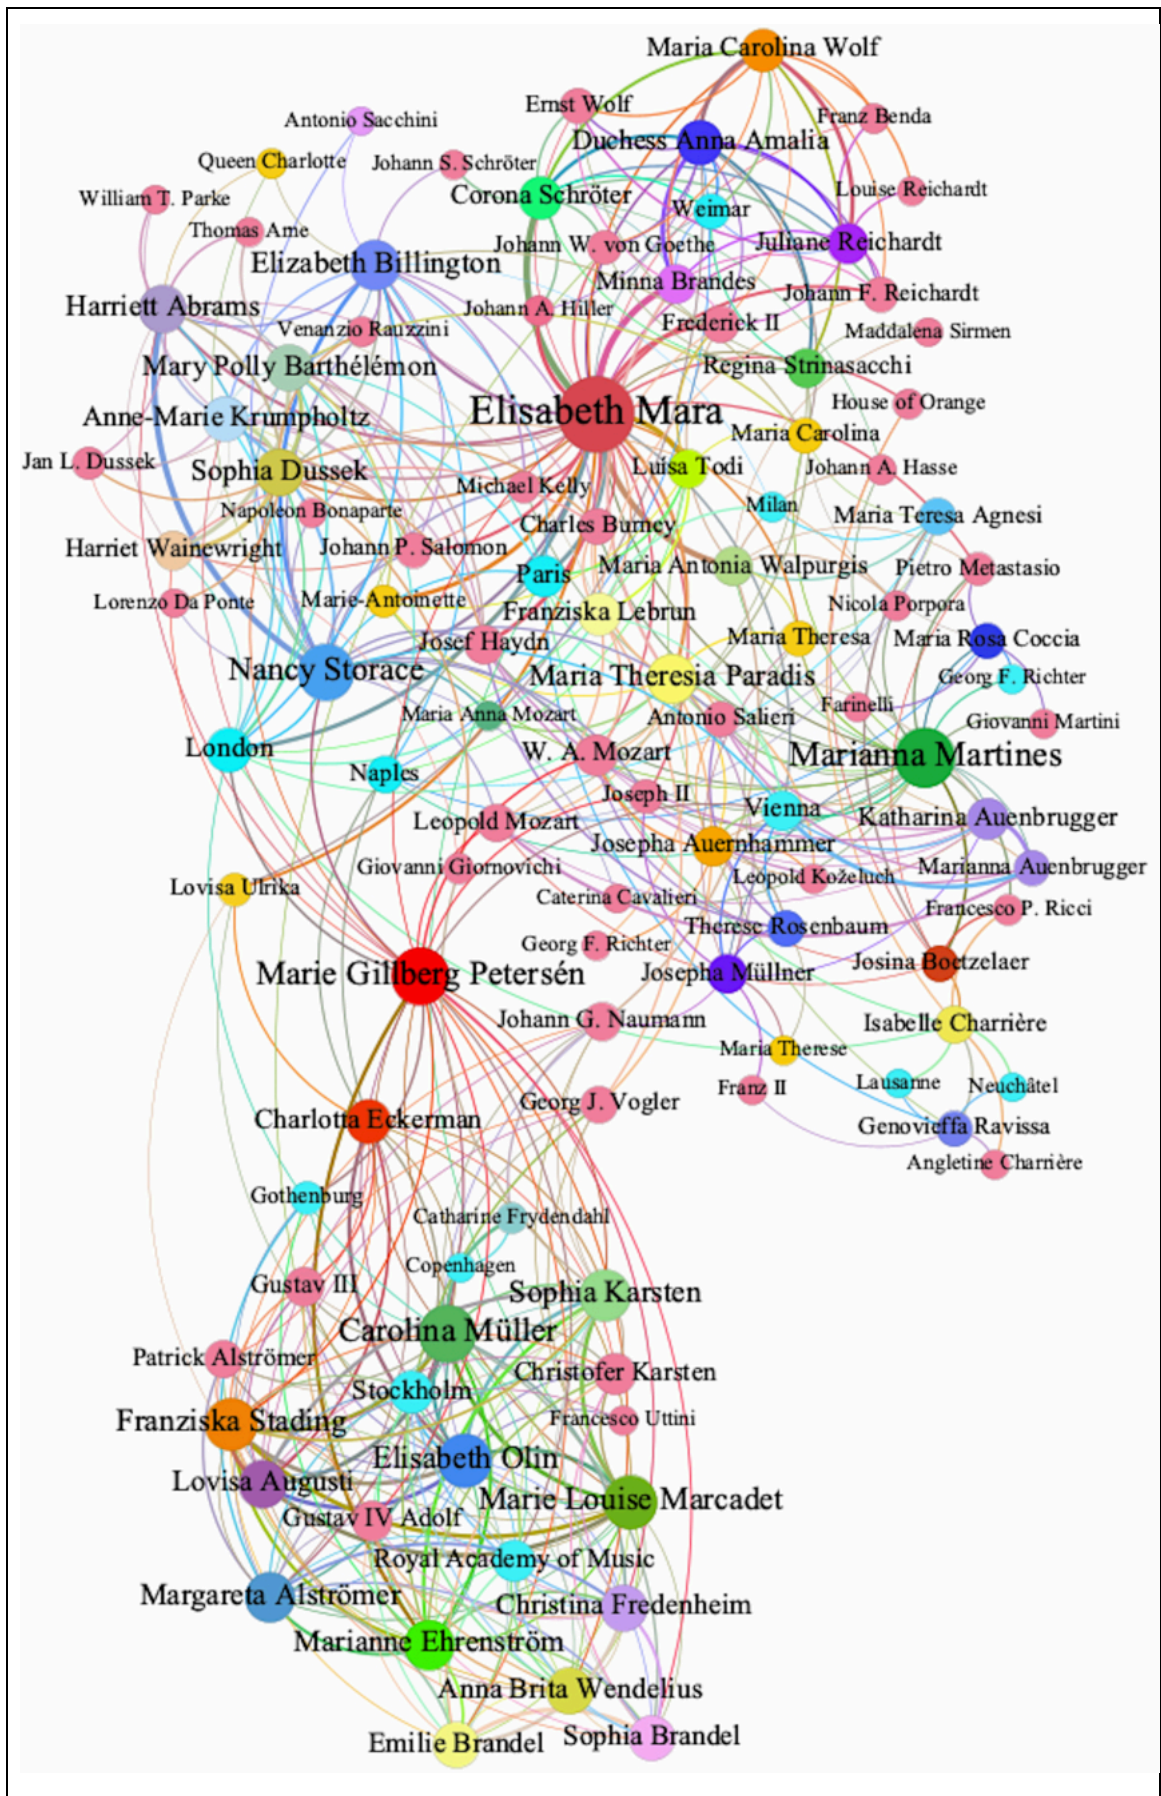 Maria Carolina Wolf
Ernst Wolf
Franz Benda
Antonio Sacchini
Duchess Anna Amalia
Queen Charlotte
Johann S. Schröter
William T. Parke
Corona Schröter
Louise Reichardt
Weimar
Thomas Arne
Johann W. von Goethe
Juliane Reichardt
Elizabeth Billington
Minna Brandes
Johann F. Reichardt
Harriett Abrams
Johann A. Hiller
Venanzio Rauzzini
Frederick II
Maddalena Sirmen
Mary Polly Barthélémon
Regina Strinasacchi
Anne-Marie Krumpholtz
Elisabeth Mara
House of Orange
Maria Carolina
Jan L. Dussek
Sophia Dussek
Luisa Todi
Johann A. Hasse
Michael Kelly
Napoleon Bonaparte
Milan
Maria Teresa Agnesi
Charles Burney
Harriet Wainewright
Johann P. Salomon
Paris
Maria Antonia Walpurgis
Pietro Metastasio
Lorenzo Da Ponte
Marie-Antoinette
Franziska Lebrun
Nicola Porpora
Josef Haydn
Maria Theresa
Maria Rosa Coccia
Nancy Storace
Maria Theresia Paradis
Georg F. Richter
Maria Anna Mozart
Antonio Salieri
Farinelli
Giovanni Martini
London
W. A. Mozart
Marianna Martines
Naples
Joseph II
Vienna
Leopold Mozart
Katharina Auenbrugger
Josepha Auernhammer
Giovanni Giornovichi
Leopold Koželuch
Marianna Auenbrugger
Lovisa Ulrika
Caterina Cavalieri
Francesco P. Ricci
Therese Rosenbaum
Georg F. Richter
Marie Gillberg Petersén
Josepha Müllner
Josina Boetzelaer
Johann G. Naumann
Isabelle Charrière
Maria Therese
Lausanne
Neuchâtel
Franz II
Georg J. Vogler
Charlotta Eckerman
Genovieffa Ravissa
Angletine Charrière
Gothenburg
Catharine Frydendahl
Copenhagen
Gustav III
Sophia Karsten
Carolina Müller
Patrick Alströmer
Christofer Karsten
Stockholm
Franziska Stading
Francesco Uttini
Elisabeth Olin
Lovisa Augusti
Marie Louise Marcadet
Gustav IV Adolf
Royal Academy of Music
Margareta Alströmer
Christina Fredenheim
Marianne Ehrenström
Anna Brita Wendelius
Emilie Brandel
Sophia Brandel